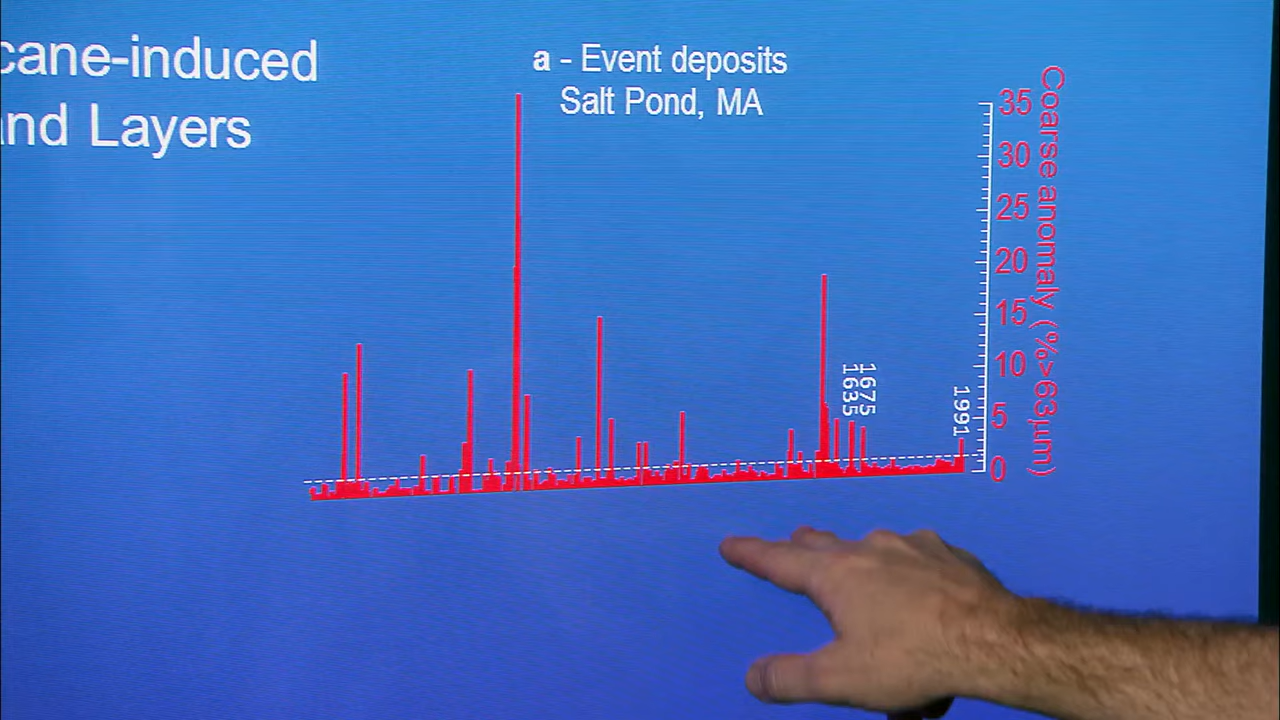 cane-induced
and Layers
a - Event deposits
Salt Pond, MA
35
30
25
20
15
10
5
0
Coarse anomaly (%>63µm)
1635
1675
1991